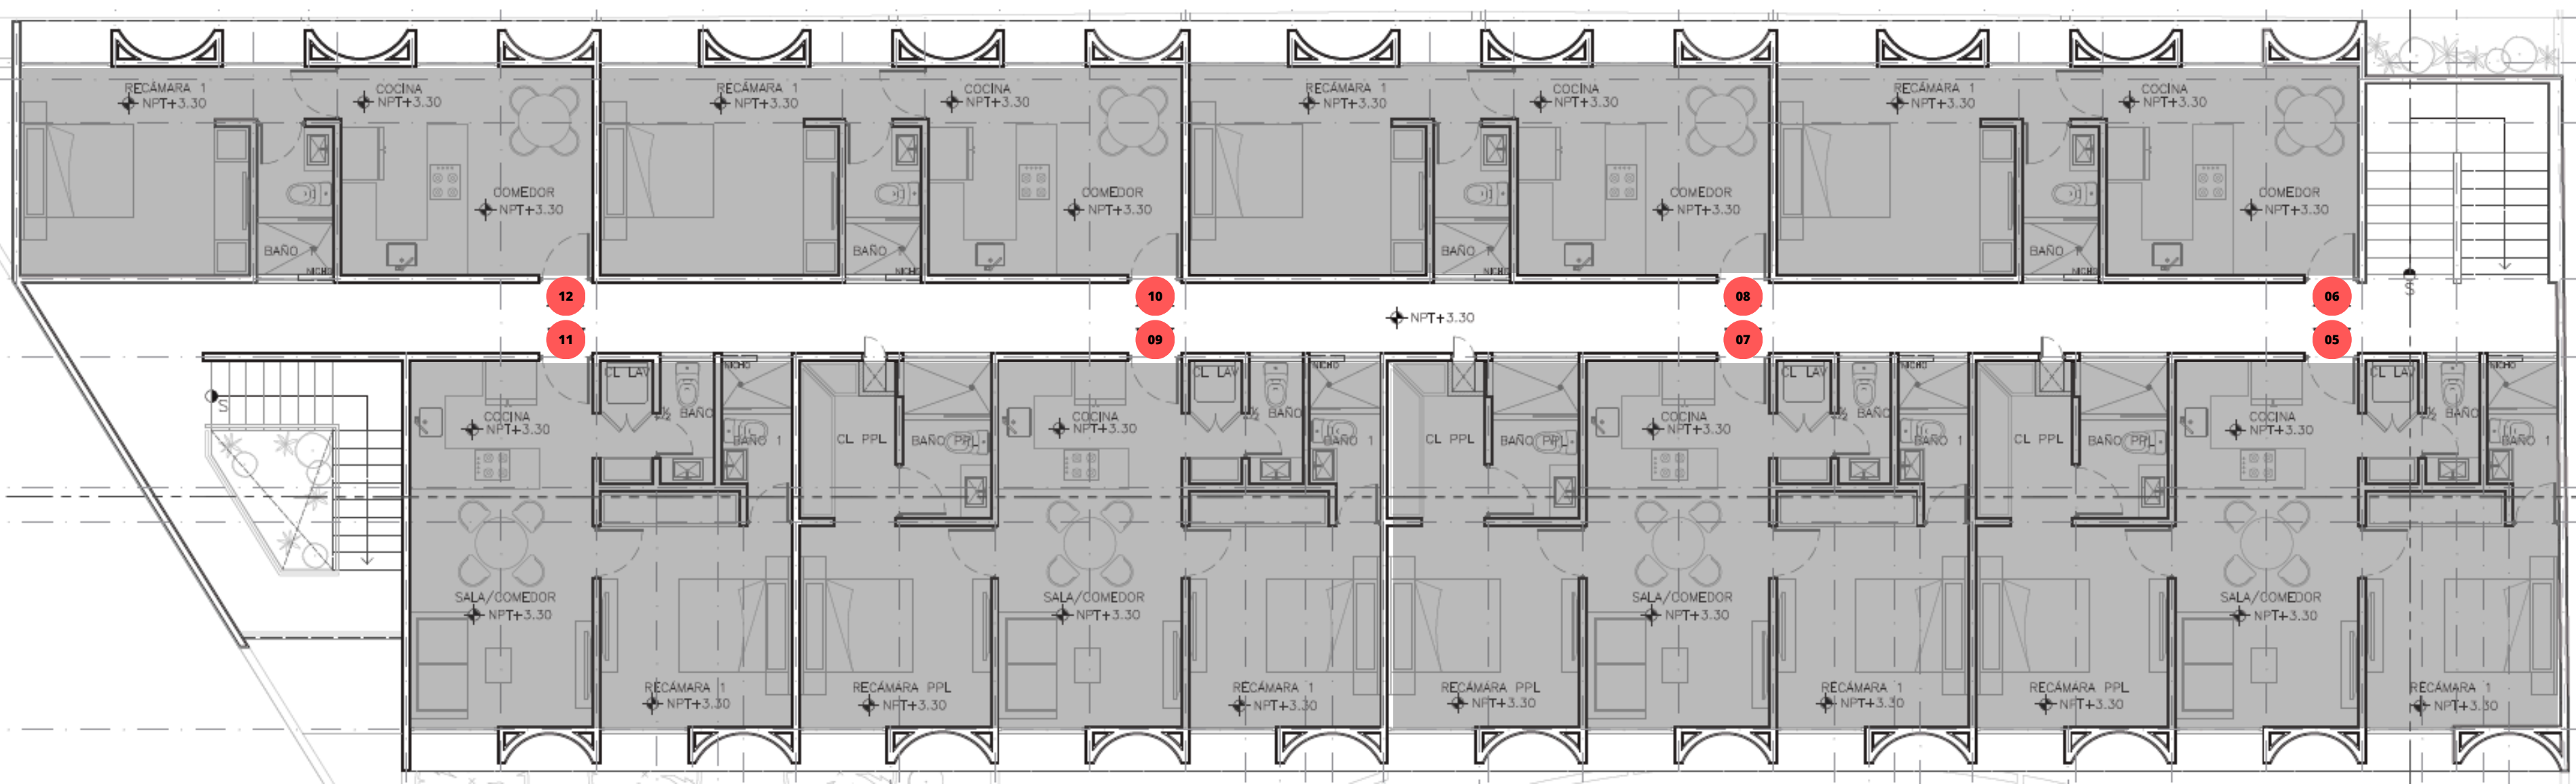 RECÁMARA 1
NPT+3.30
COCINA
NPT+3.30
COMEDOR
NPT+3.30
BAÑO
NICHO
RECÁMARA 1
NPT+3.30
COCINA
NPT+3.30
COMEDOR
NPT+3.30
BAÑO
NICHO
RECÁMARA 1
NPT+3.30
COCINA
NPT+3.30
COMEDOR
NPT+3.30
BAÑO
NICHO
RECÁMARA 1
NPT+3.30
COCINA
NPT+3.30
COMEDOR
NPT+3.30
BAÑO
NICHO
S
12
10
08
06
NPT+3.30
11
09
07
05
S
COCINA
NPT+3.30
CL LAV
½ BAÑO
NICHO
BAÑO 1
SALA/COMEDOR
NPT+3.30
RECÁMARA 1
NPT+3.30
CL PPL
BAÑO PPL
RECÁMARA PPL
NPT+3.30
COCINA
NPT+3.30
CL LAV
½ BAÑO
NICHO
BAÑO 1
SALA/COMEDOR
NPT+3.30
RECÁMARA 1
NPT+3.30
CL PPL
BAÑO PPL
RECÁMARA PPL
NPT+3.30
COCINA
NPT+3.30
CL LAV
½ BAÑO
NICHO
BAÑO 1
SALA/COMEDOR
NPT+3.30
RECÁMARA 1
NPT+3.30
CL PPL
BAÑO PPL
RECÁMARA PPL
NPT+3.30
COCINA
NPT+3.30
CL LAV
½ BAÑO
NICHO
BAÑO 1
SALA/COMEDOR
NPT+3.30
RECÁMARA 1
NPT+3.30